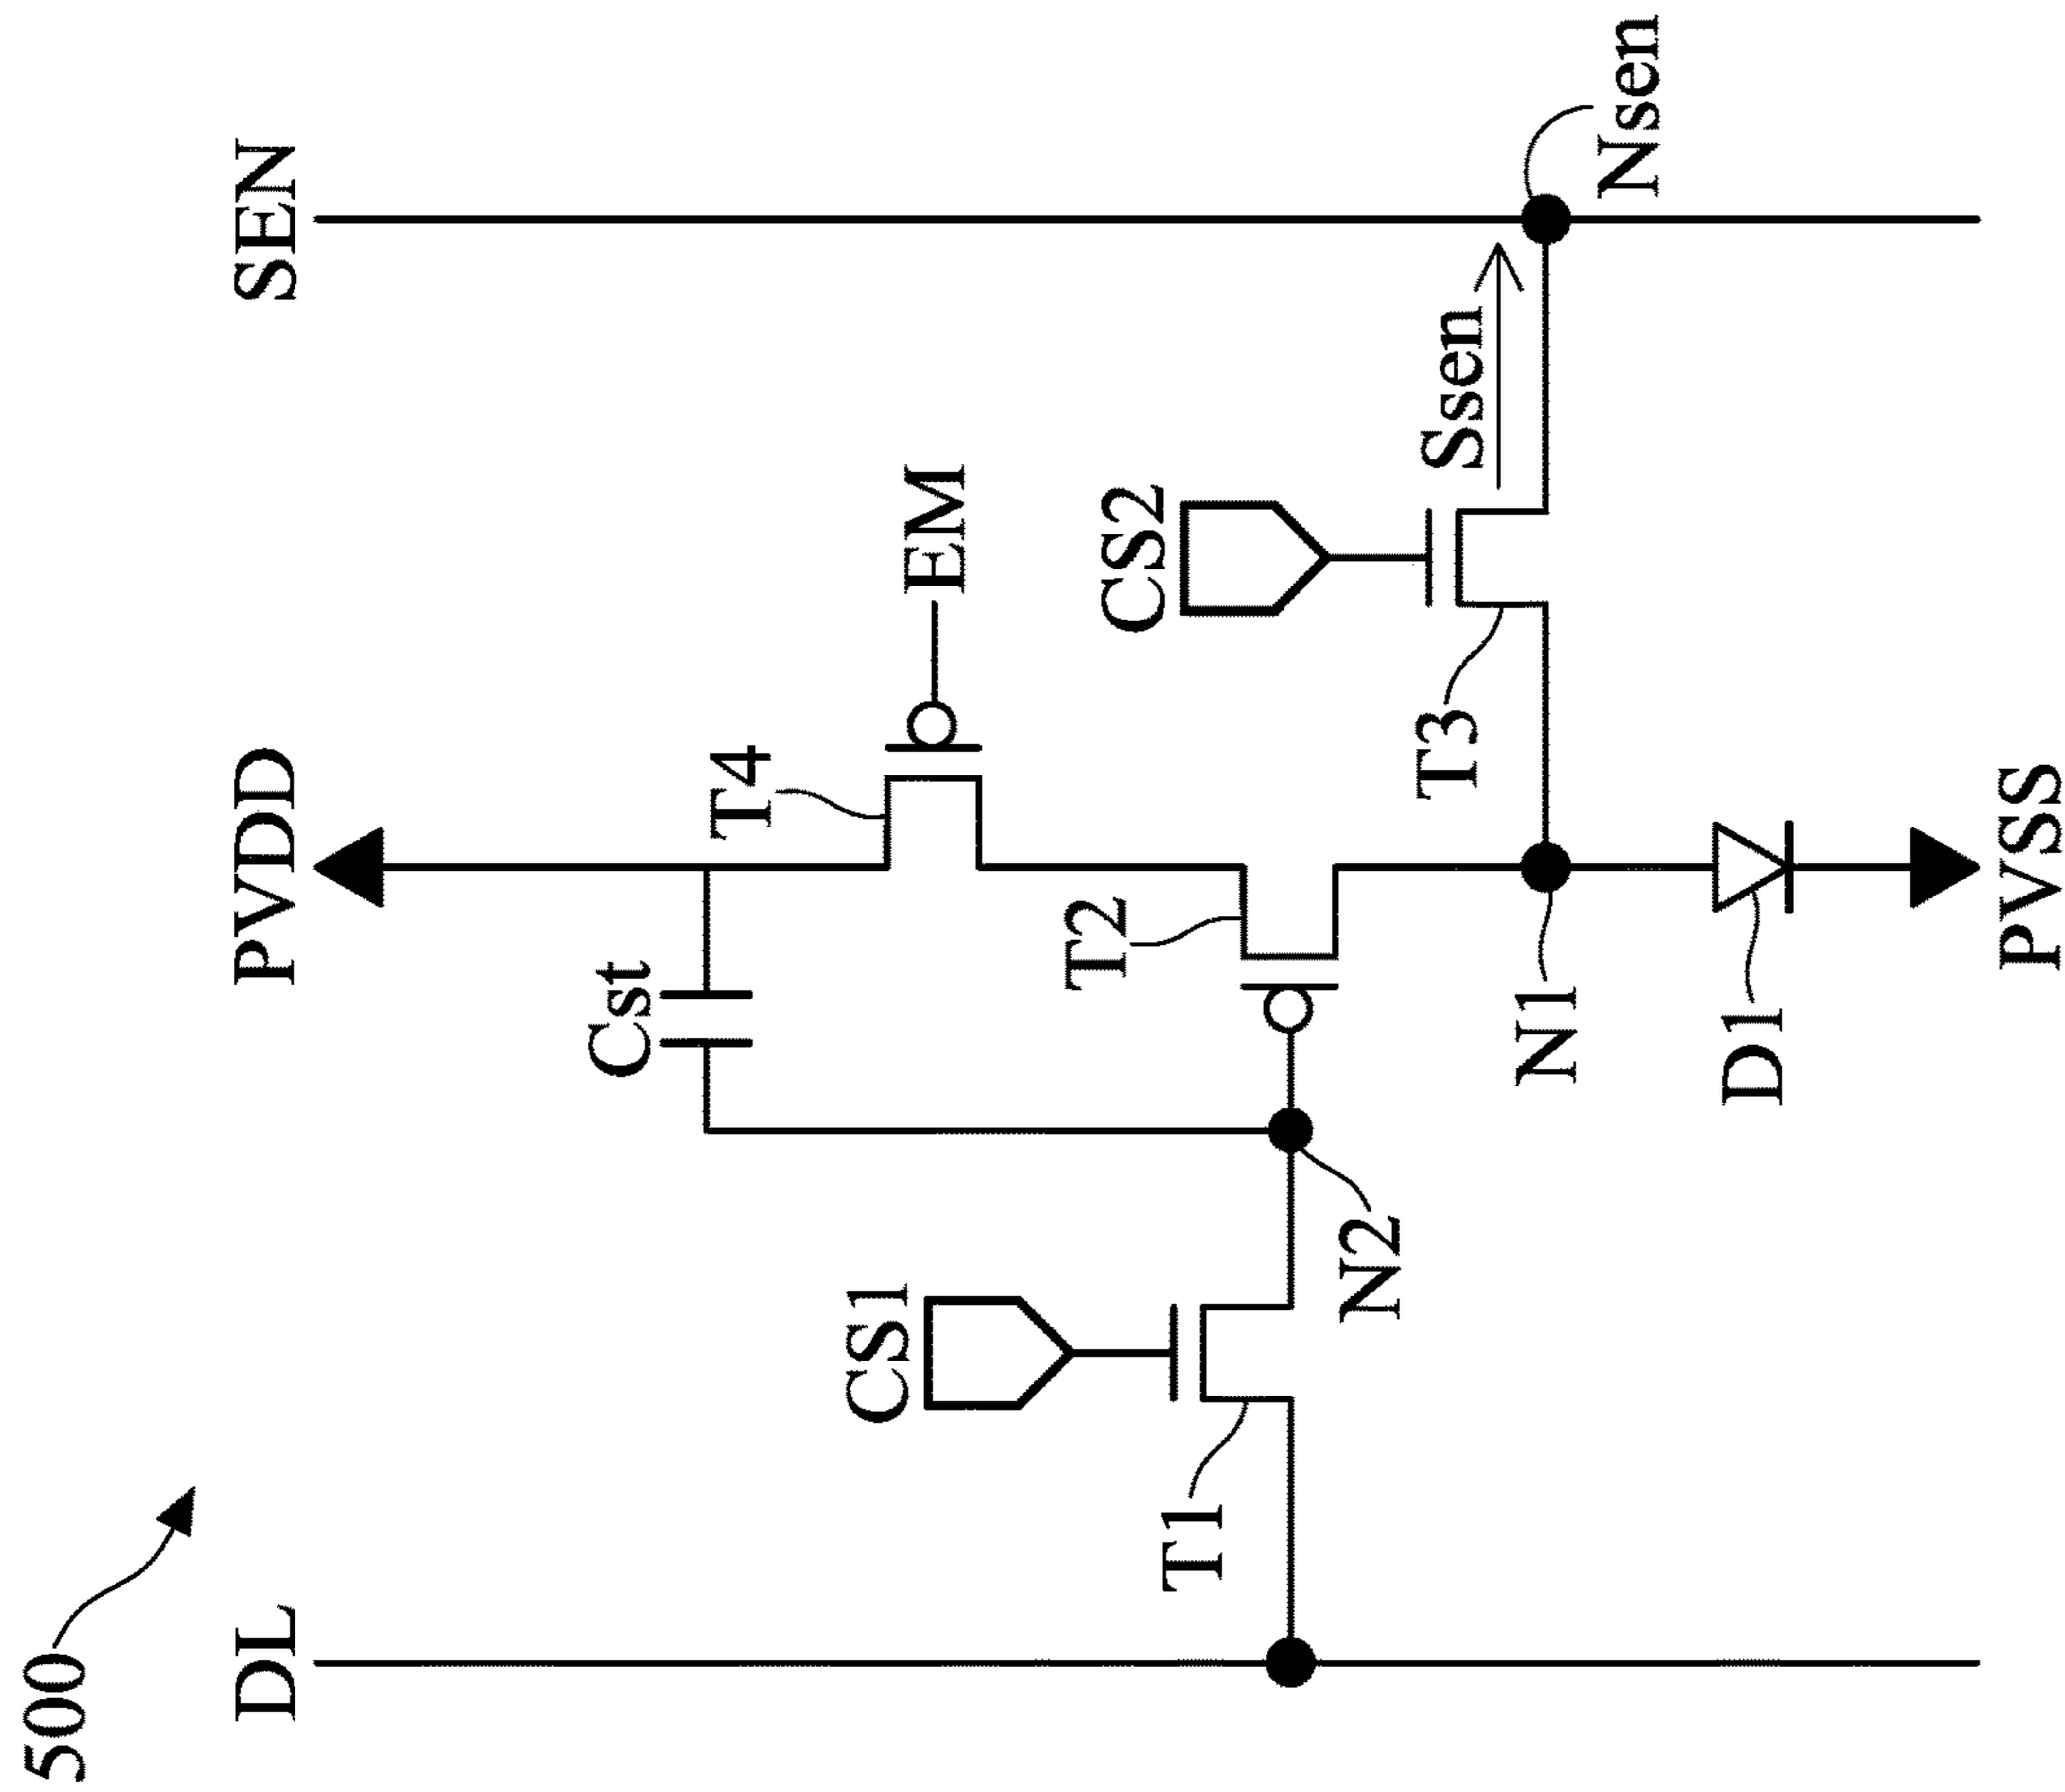 500
DL
PVDD
SEN
Cst
T4
EM
CS1
T2
CS2
T1
N2
T3
Ssen
N1
Nsen
D1
PVSS